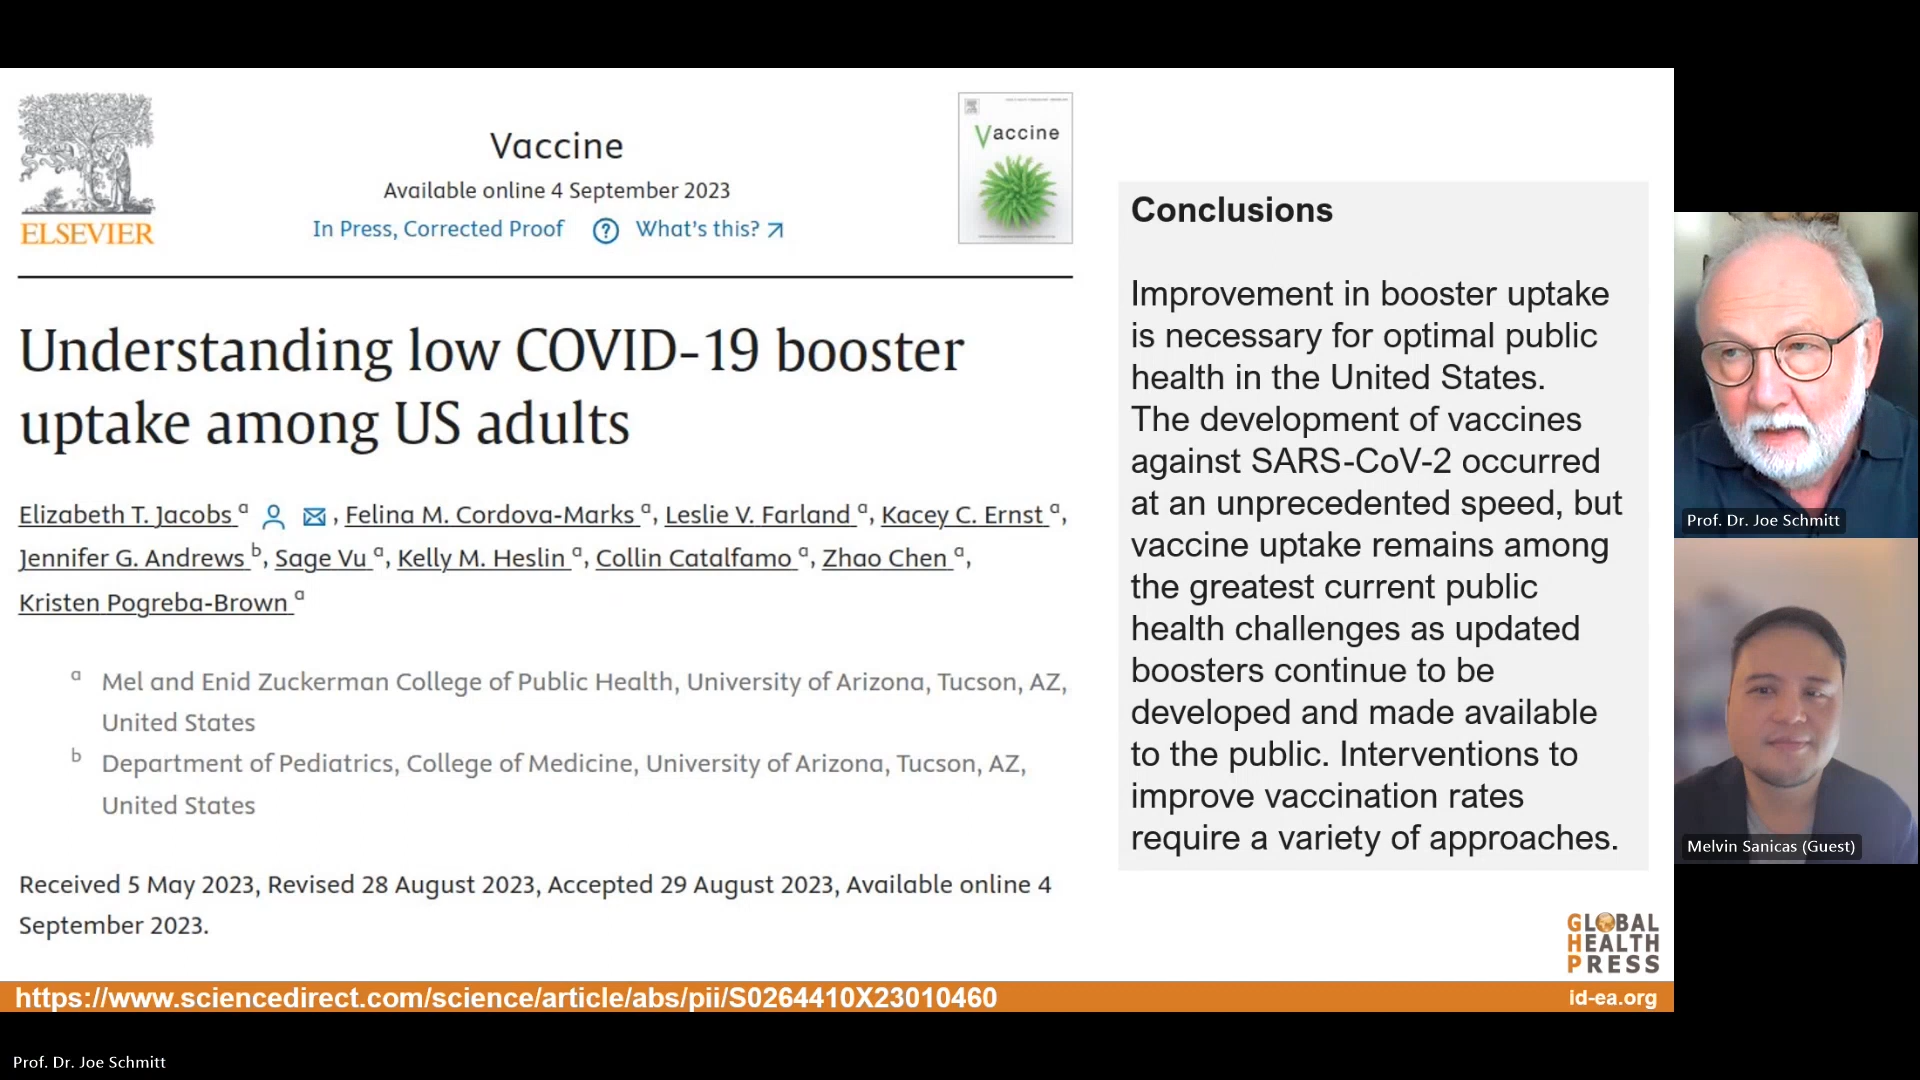 ELSEVIER
Vaccine
Available online 4 September 2023
In Press, Corrected Proof ? What's this?
Vaccine
Understanding low COVID-19 booster
uptake among US adults
Elizabeth T. Jacobs a, Felina M. Cordova-Marks a, Leslie V. Farland a, Kacey C. Ernst a,
Jennifer G. Andrews b, Sage Vu a, Kelly M. Heslin a, Collin Catalfamo a, Zhao Chen a,
Kristen Pogreba-Brown a
a Mel and Enid Zuckerman College of Public Health, University of Arizona, Tucson, AZ,
United States
b Department of Pediatrics, College of Medicine, University of Arizona, Tucson, AZ,
United States
Received 5 May 2023, Revised 28 August 2023, Accepted 29 August 2023, Available online 4
September 2023.
Conclusions
Improvement in booster uptake
is necessary for optimal public
health in the United States.
The development of vaccines
against SARS-CoV-2 occurred
at an unprecedented speed, but
vaccine uptake remains among
the greatest current public
health challenges as updated
boosters continue to be
developed and made available
to the public. Interventions to
improve vaccination rates
require a variety of approaches.
GLOBAL
HEALTH
PRESS
https://www.sciencedirect.com/science/article/abs/pii/S0264410X23010460
id-ea.org
Prof. Dr. Joe Schmitt
Melvin Sanicas (Guest)
Prof. Dr. Joe Schmitt